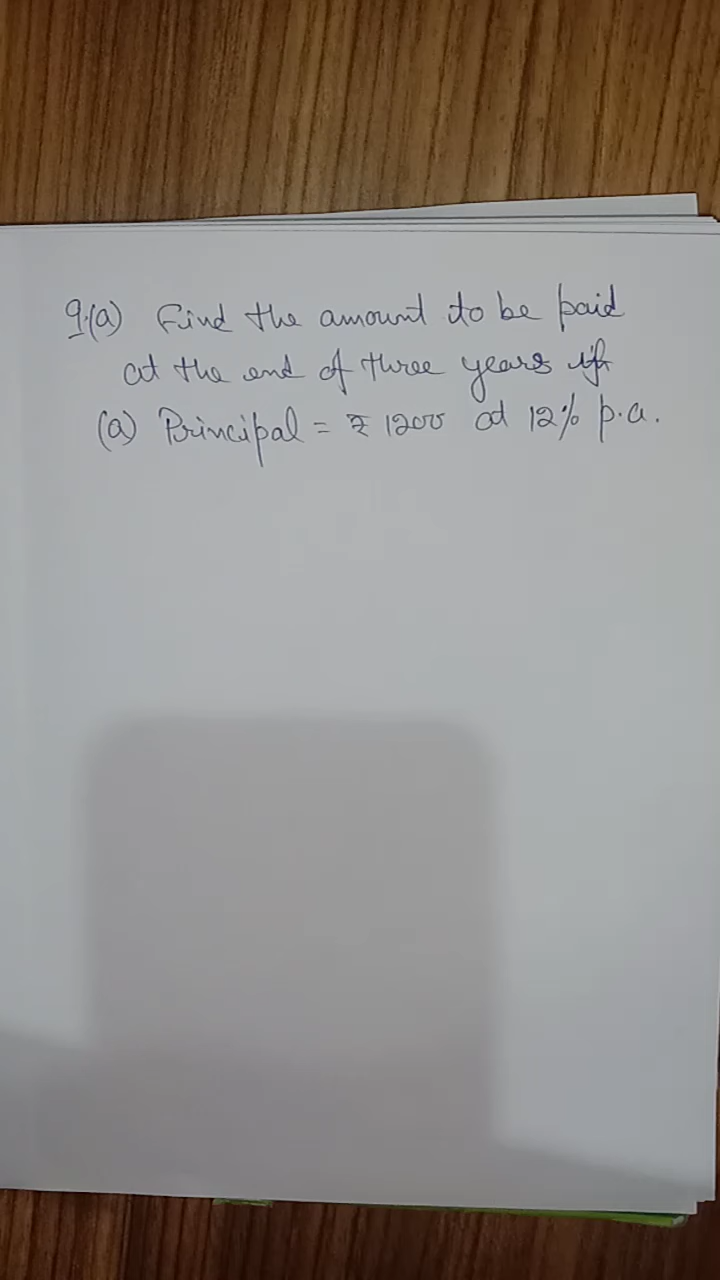 9.(a) Find the amount to be paid
at the end of three years if
(a) Principal = ₹ 1200 at 12% p.a.